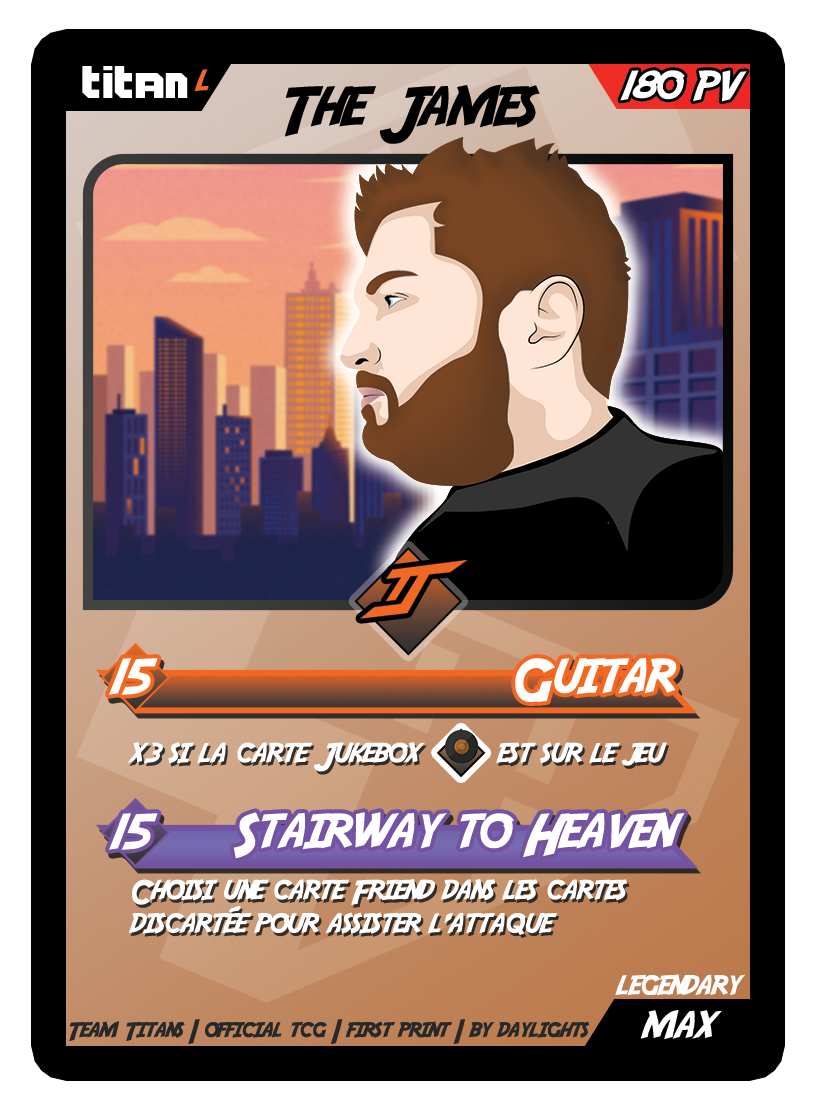 titan L
THE JAMES
180 PV
TJ
15 GUITAR
X3 SI LA CARTE JUKEBOX EST SUR LE JEU
15 STAIRWAY TO HEAVEN
CHOISI UNE CARTE FRIEND DANS LES CARTES
DISCARTÉE POUR ASSISTER L'ATTAQUE
LEGENDARY
MAX
TEAM TITANS | OFFICIAL TCG | FIRST PRINT | BY DAYLIGHTS